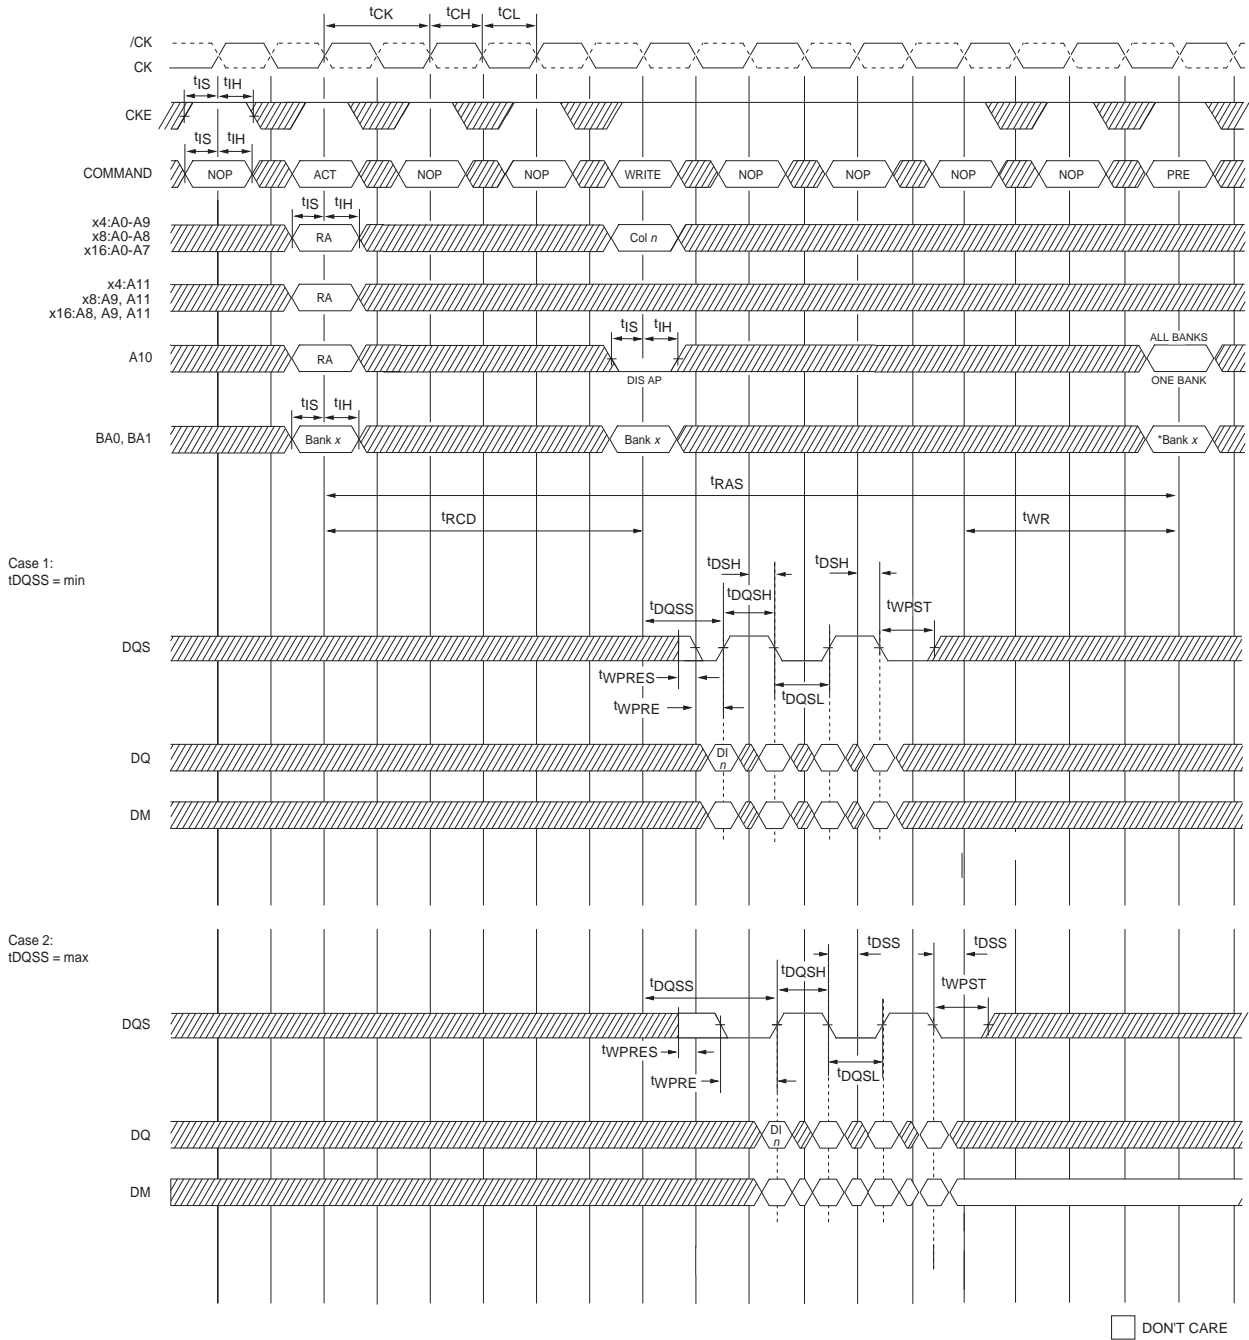 tCK tCH tCL
/CK
CK
tIS tIH
CKE
tIS tIH
COMMAND NOP ACT NOP NOP WRITE NOP NOP NOP NOP PRE
tIS tIH
x4:A0-A9
x8:A0-A8
x16:A0-A7
RA Col n
x4:A11
x8:A9, A11
x16:A8, A9, A11
RA
tIS tIH
ALL BANKS
A10 RA
DIS AP ONE BANK
tIS tIH
BA0, BA1 Bank x Bank x *Bank x
tRAS
tRCD tWR
Case 1:
tDQSS = min
tDSH tDSH
tDQSH
tDQSS tWPST
DQS
tWPRES
tDQSL
tWPRE
DQ DI
n
DM
Case 2:
tDQSS = max
tDSS tDSS
tDQSH
tDQSS tWPST
DQS
tWPRES
tDQSL
tWPRE
DQ DI
n
DM
DON'T CARE